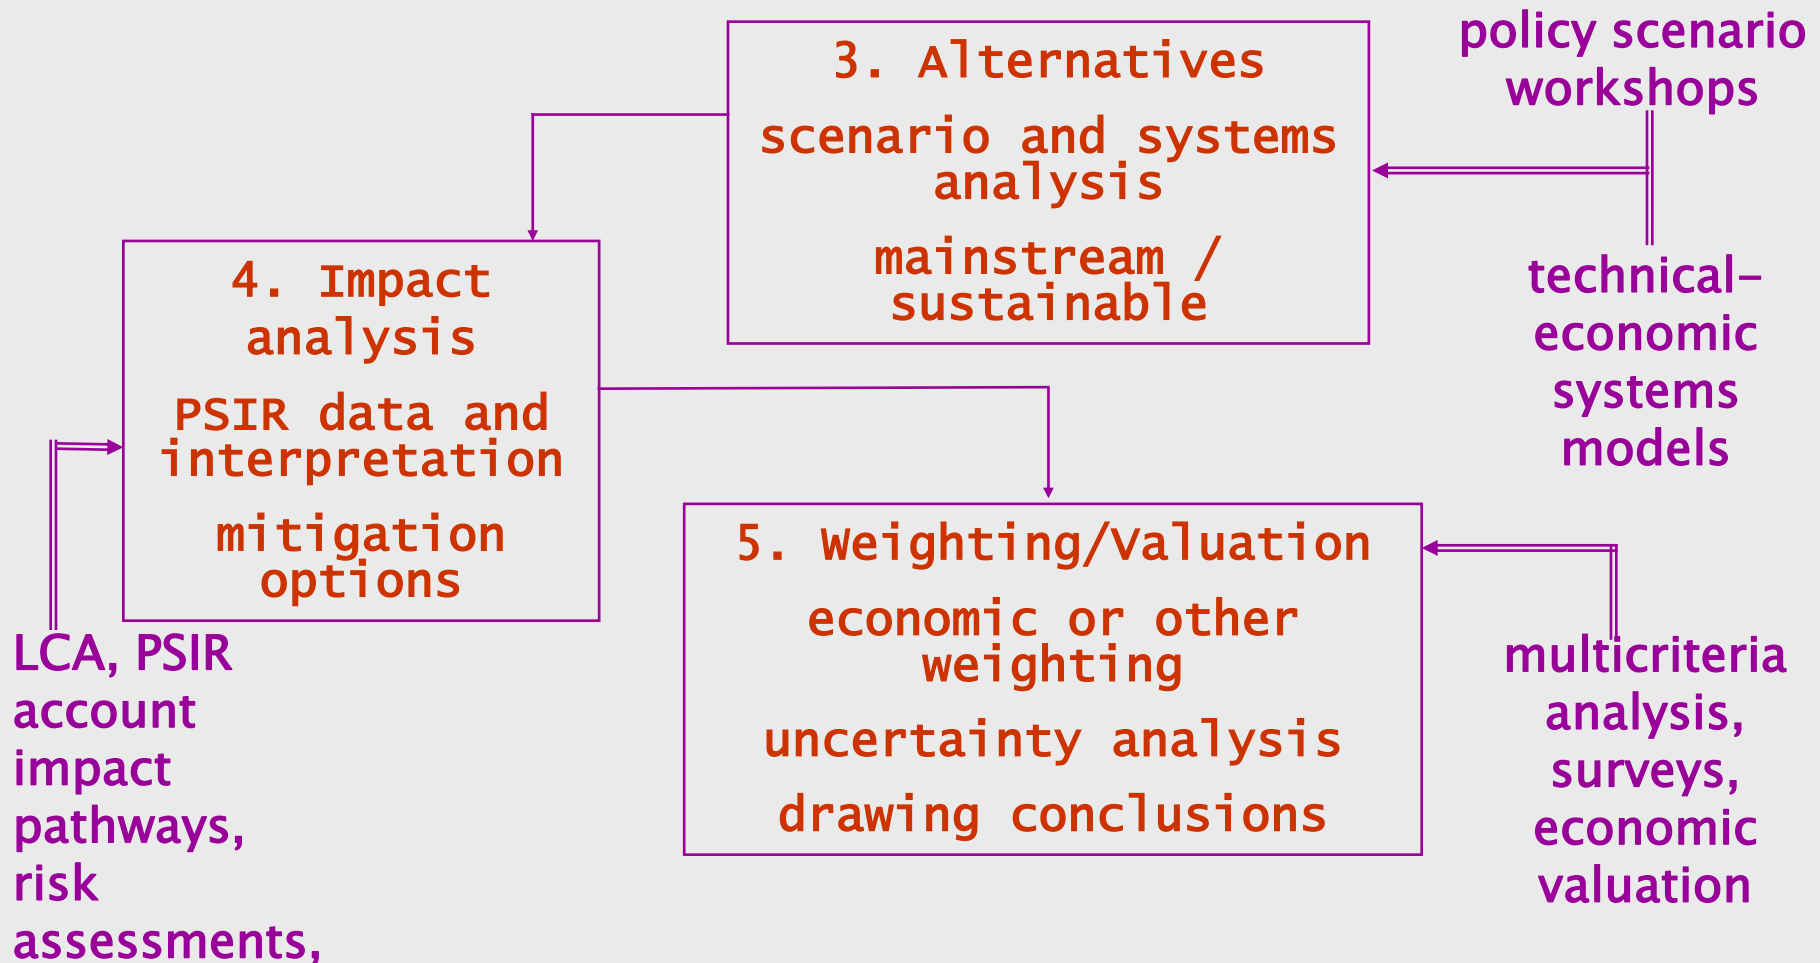 3. Alternatives
scenario and systems
analysis
mainstream /
sustainable
policy scenario
workshops
technical-
economic
systems
models
4. Impact
analysis
PSIR data and
interpretation
mitigation
options
LCA, PSIR
account
impact
pathways,
risk
assessments,
5. Weighting/Valuation
economic or other
weighting
uncertainty analysis
drawing conclusions
multicriteria
analysis,
surveys,
economic
valuation